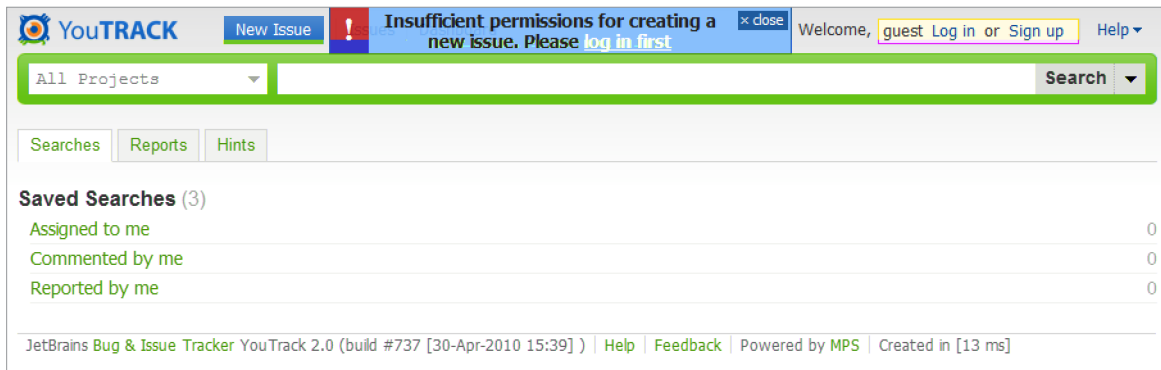 YouTRACK New Issue ! Issues Insufficient permissions for creating a new issue. Please log in first × close Welcome, guest Log in or Sign up Help
All Projects Search
Searches Reports Hints
Saved Searches (3)
Assigned to me 0
Commented by me 0
Reported by me 0
JetBrains Bug & Issue Tracker YouTrack 2.0 (build #737 [30-Apr-2010 15:39] ) | Help | Feedback | Powered by MPS | Created in [13 ms]